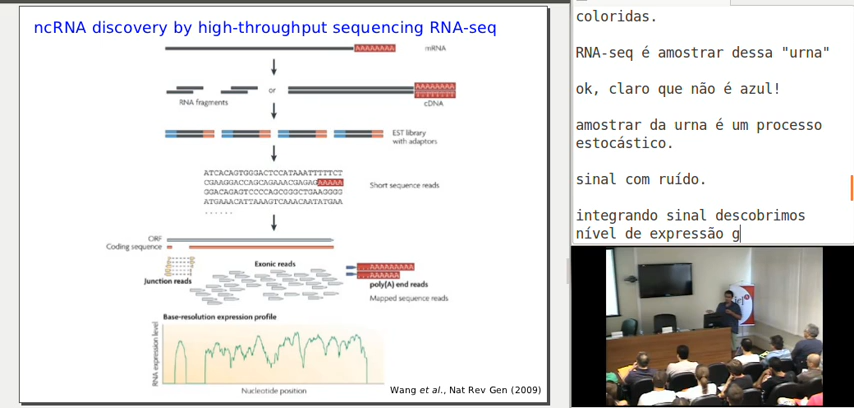 ncRNA discovery by high-throughput sequencing RNA-seq
AAAAAAAA mRNA
RNA fragments
or
AAAAAAAA
TTTTTTTT
cDNA
EST library
with adaptors
ATCACAGTGGGACTCCATAAATTTTTCT
CGAAGGACCAGCAGAAACGAGAGAAAAA
GGACAGAGTCCCCAGCGGGCTGAAGGGG
ATGAAACATTAAAGTCAAACAATATGAA
......
Short sequence reads
ORF
Coding sequence
Junction reads
Exonic reads
AAAAAAAAA
AAAAAA
poly(A) end reads
Mapped sequence reads
Base-resolution expression profile
RNA expression level
Nucleotide position
Wang et al., Nat Rev Gen (2009)
coloridas.
RNA-seq é amostrar dessa "urna"
ok, claro que não é azul!
amostrar da urna é um processo
estocástico.
sinal com ruído.
integrando sinal descobrimos
nível de expressão g